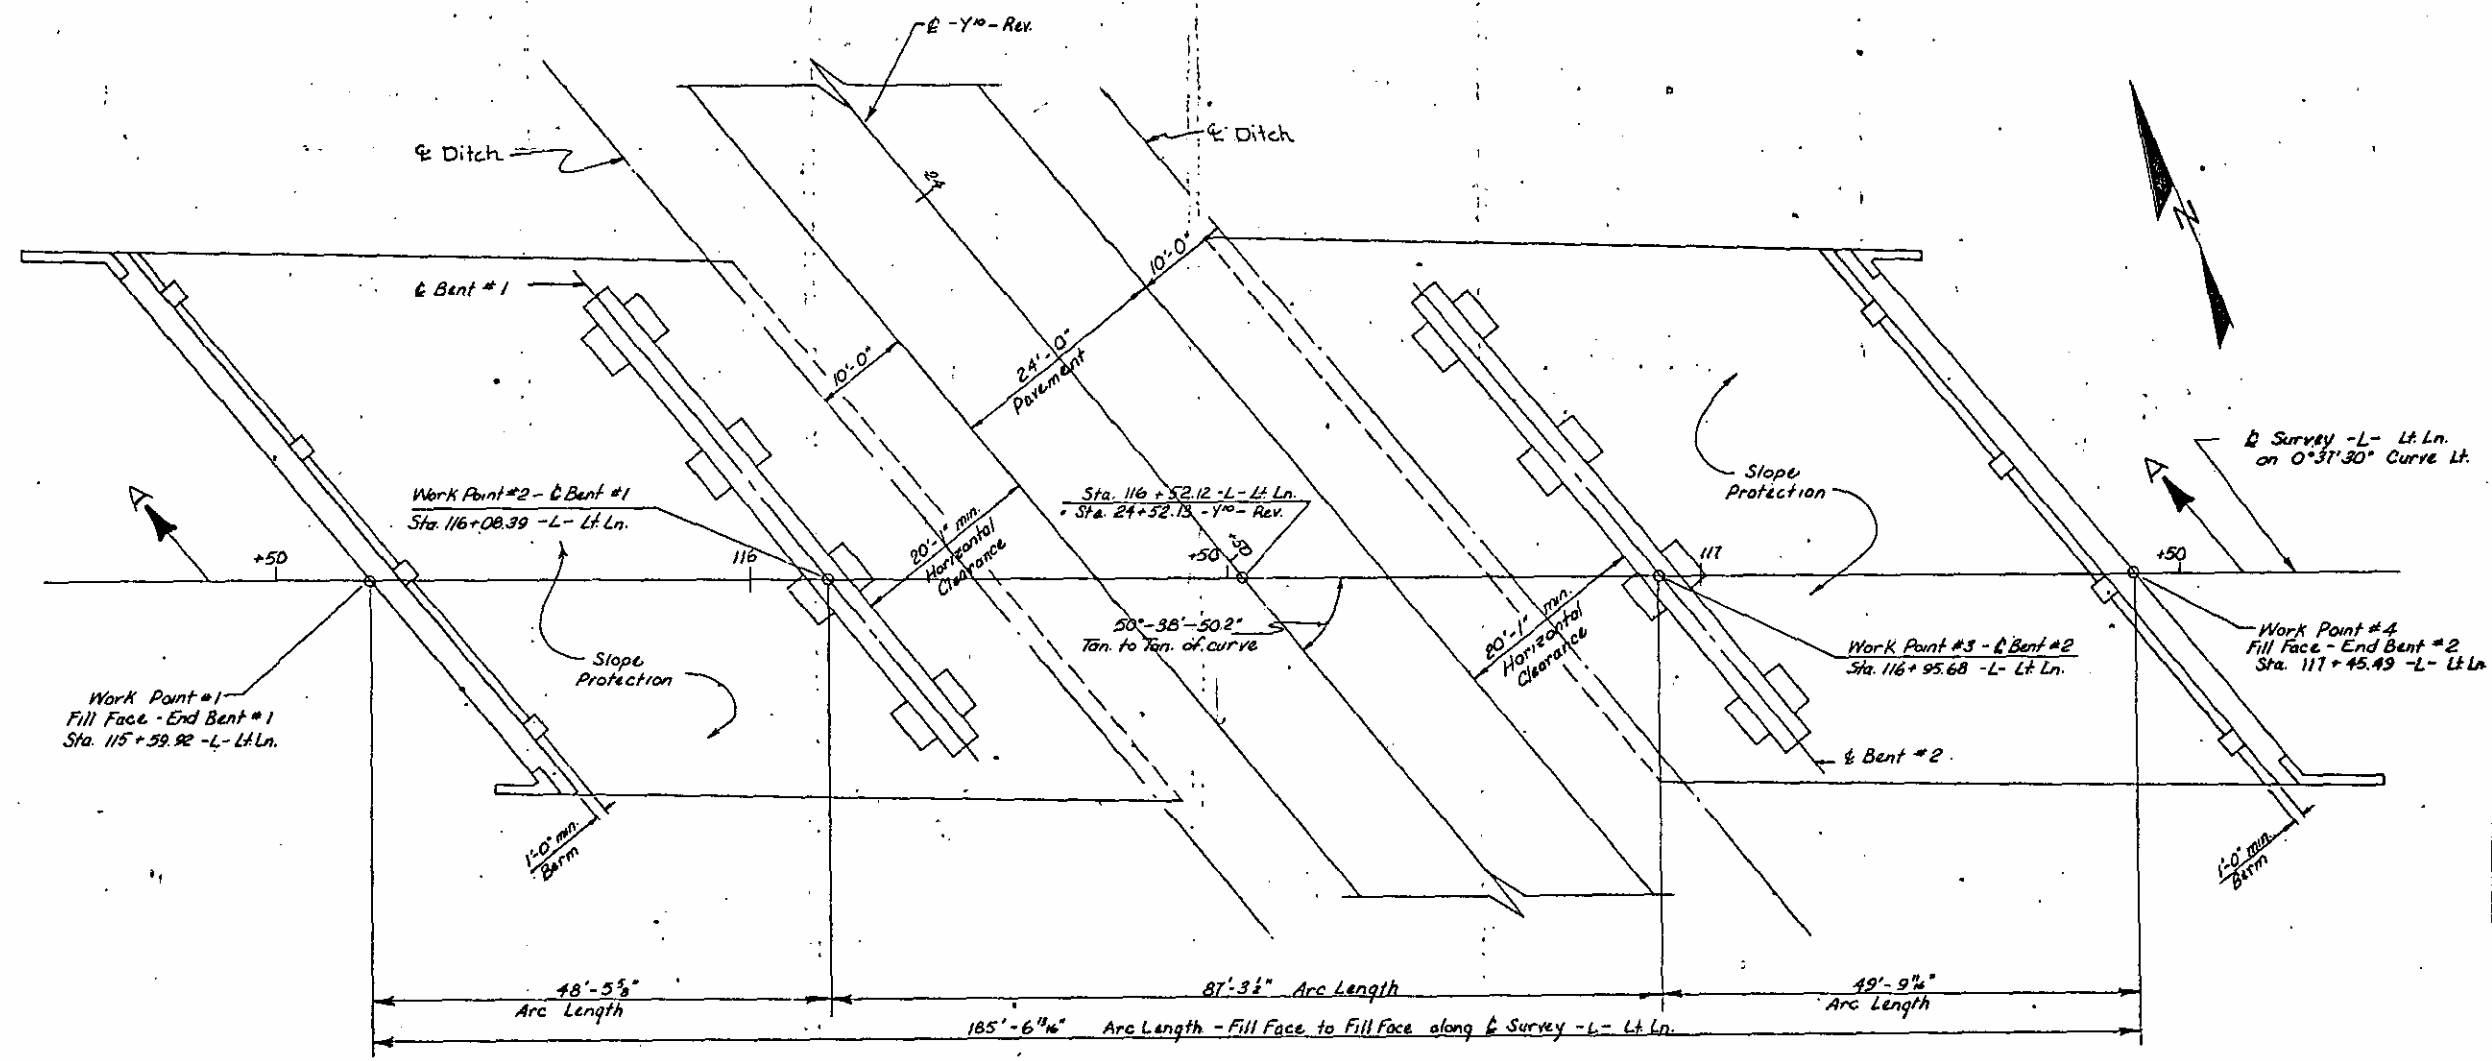 ℄ -Y¹⁰- Rev.
℄ Ditch
℄ Ditch
24
N
10'-0"
℄ Bent #1
10'-0"
24'-0"
Pavement
℄ Survey -L- Lt. Ln.
on 0°37'30" Curve Lt.
Slope
Protection
A
A
Work Point #2 - ℄ Bent #1
Sta. 116+08.39 -L- Lt. Ln.
Sta. 116+52.12 -L- Lt. Ln.
Sta. 24+52.13 -Y¹⁰- Rev.
20'-1" min.
Horizontal
Clearance
+50
116
+50
+50
117
+50
50°-38'-50.2"
Tan. to Tan. of curve
20'-1" min.
Horizontal
Clearance
Work Point #3 - ℄ Bent #2
Sta. 116+95.68 -L- Lt. Ln.
Work Point #4
Fill Face - End Bent #2
Sta. 117+45.49 -L- Lt. Ln.
Slope
Protection
Work Point #1
Fill Face - End Bent #1
Sta. 115+59.92 -L- Lt. Ln.
℄ Bent #2
1'-0" min.
Berm
1'-0" min.
Berm
48'-5⅝"
Arc Length
87'-3½" Arc Length
49'-9 11/16"
Arc Length
185'-6 13/16" Arc Length - Fill Face to Fill Face along ℄ Survey -L- Lt. Ln.